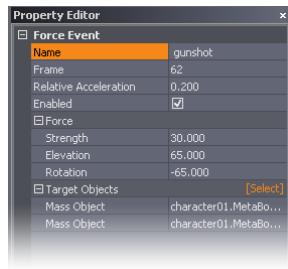 Property Editor ×
Force Event
Name gunshot
Frame 62
Relative Acceleration 0.200
Enabled
Force
Strength 30.000
Elevation 65.000
Rotation -65.000
Target Objects [Select]
Mass Object character01.MetaBo...
Mass Object character01.MetaBo...